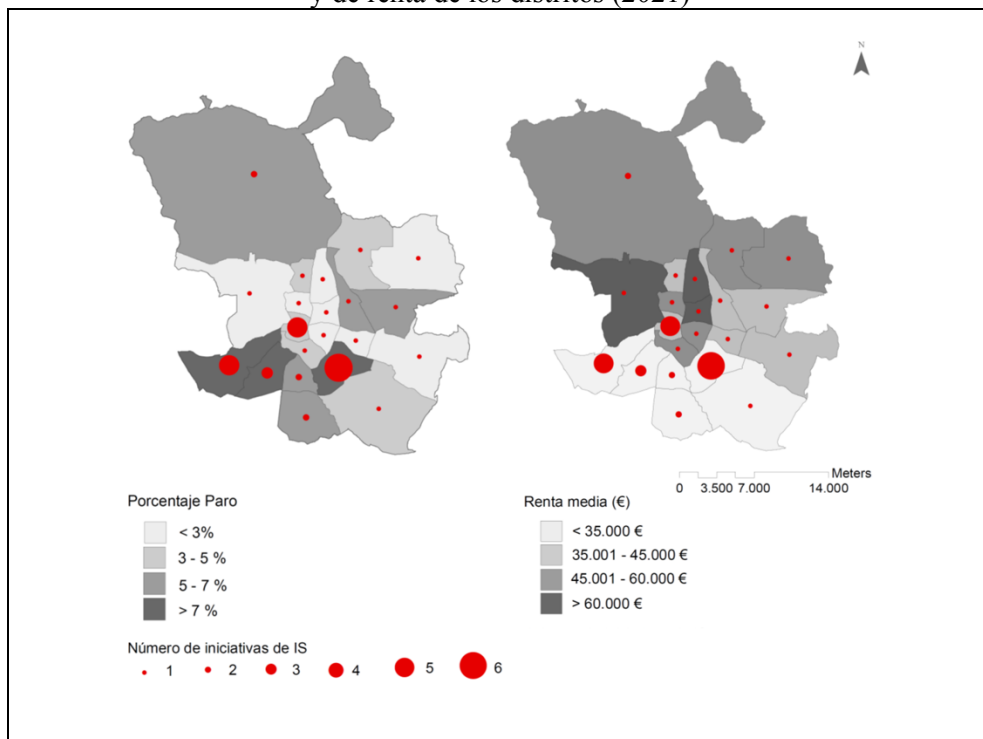 y de renta de los distritos (2021)
N
Meters
0 3.500 7.000 14.000
Porcentaje Paro
< 3%
3 - 5 %
5 - 7 %
> 7 %
Renta media (€)
< 35.000 €
35.001 - 45.000 €
45.001 - 60.000 €
> 60.000 €
Número de iniciativas de IS
1 2 3 4 5 6